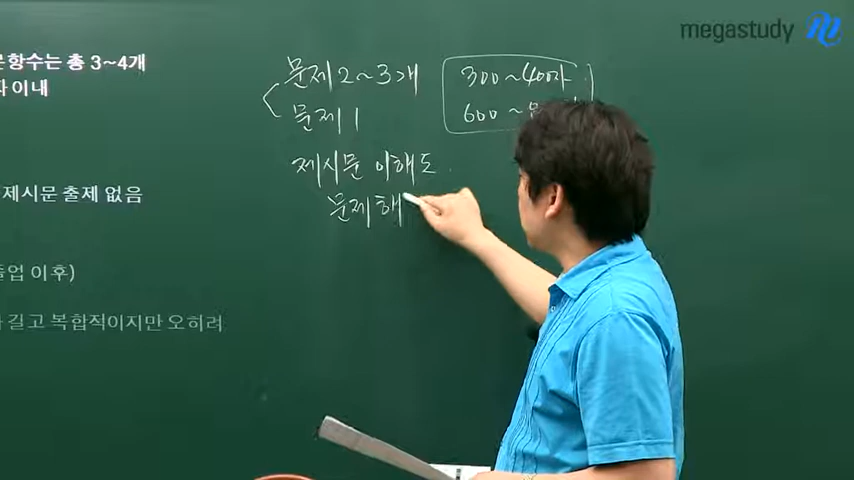 megastudy
문항수는 총 3~4개
자 이내
문제 2~3개
문제 1
300~400자
600~
제시문 이해도
문제해
제시문 출제 없음
졸업 이후)
길고 복합적이지만 오히려